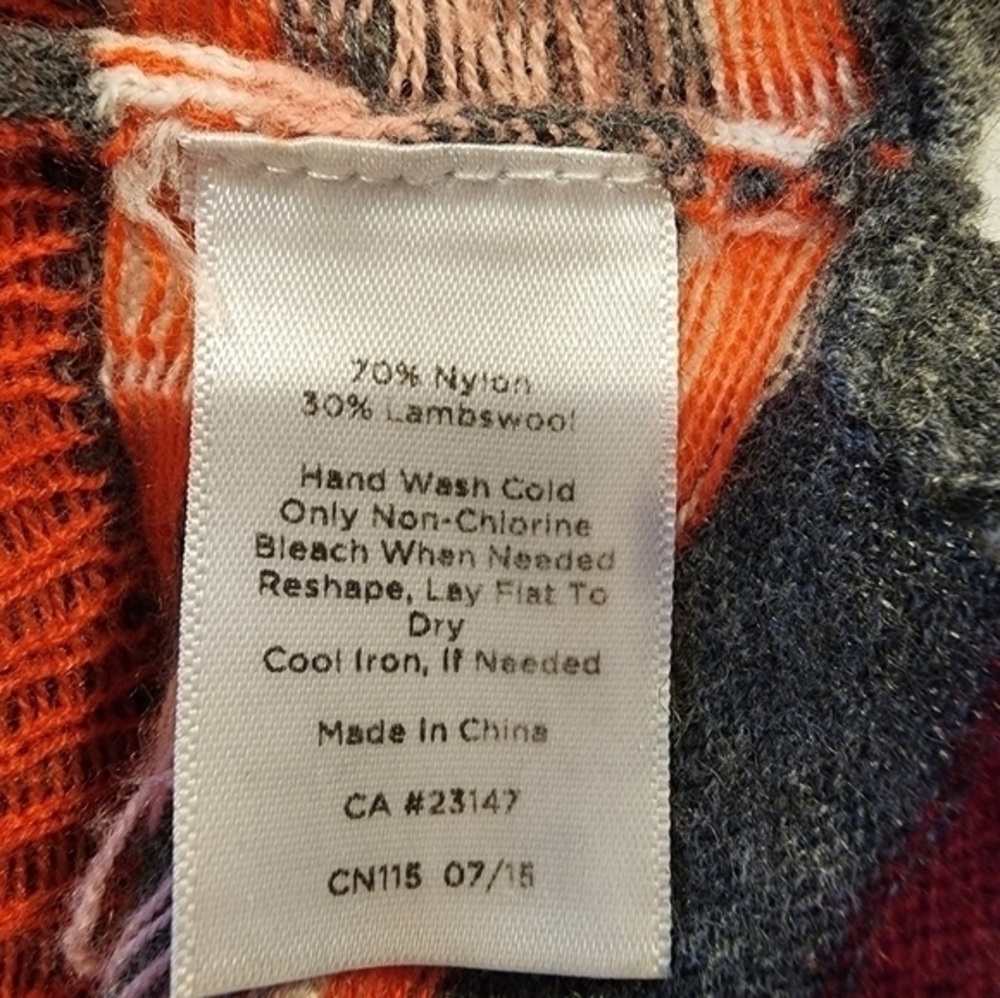 70% Nylon
30% Lambswool
Hand Wash Cold
Only Non-Chlorine
Bleach When Needed
Reshape, Lay Flat To
Dry
Cool Iron, If Needed
Made In China
CA #23147
CN115 07/15